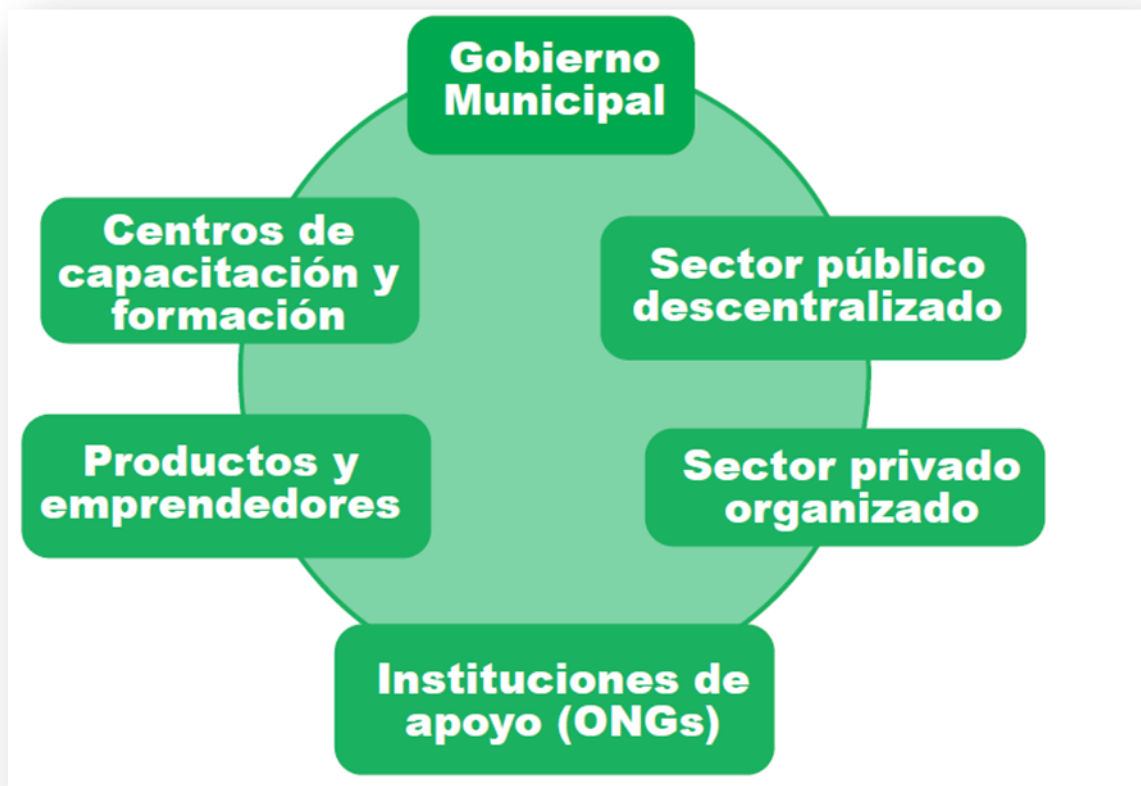 Gobierno
Municipal
Centros de
capacitación y
formación
Sector público
descentralizado
Productos y
emprendedores
Sector privado
organizado
Instituciones de
apoyo (ONGs)